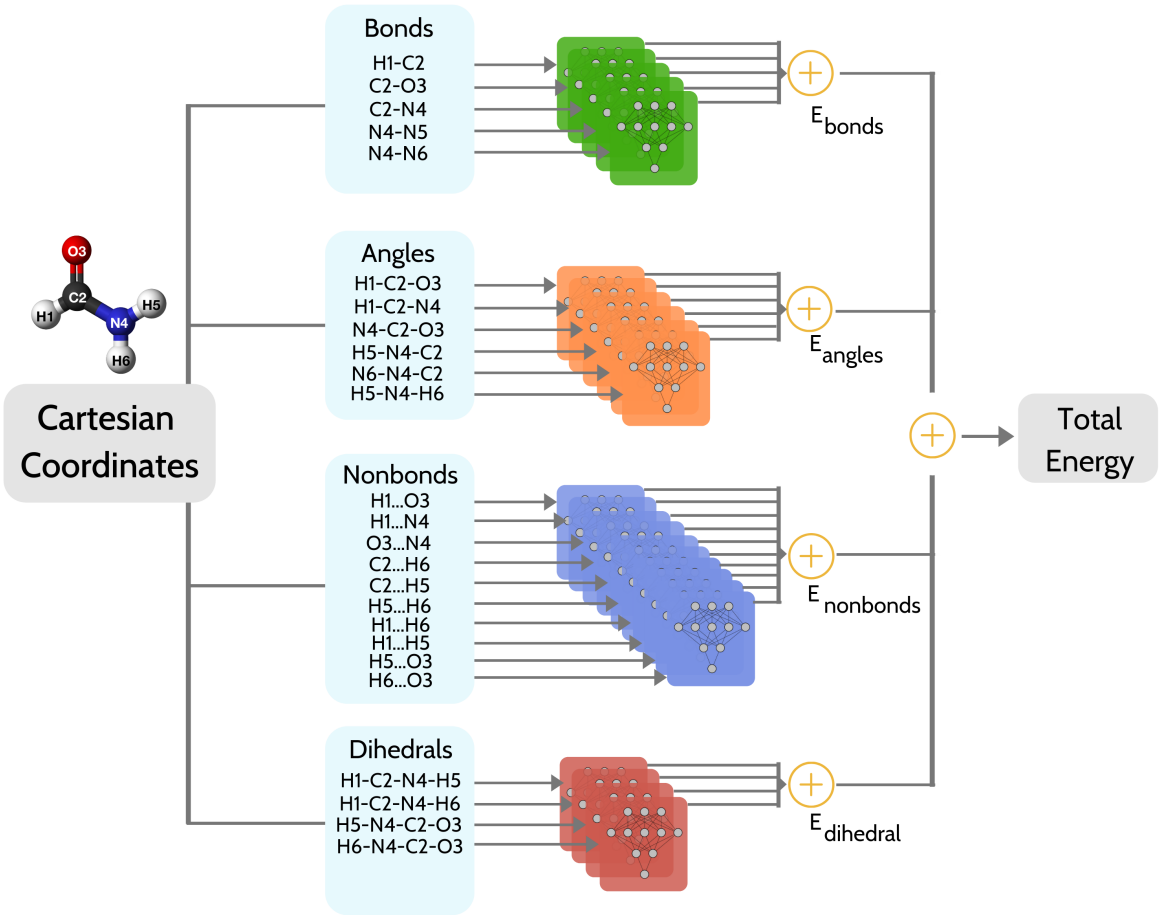 O3
C2
H1
H5
N4
H6
Cartesian
Coordinates
Bonds
H1-C2
C2-O3
C2-N4
N4-N5
N4-N6
E bonds
Angles
H1-C2-O3
H1-C2-N4
N4-C2-O3
H5-N4-C2
N6-N4-C2
H5-N4-H6
E angles
Nonbonds
H1...O3
H1...N4
O3...N4
C2...H6
C2...H5
H5...H6
H1...H6
H1...H5
H5...O3
H6...O3
E nonbonds
Dihedrals
H1-C2-N4-H5
H1-C2-N4-H6
H5-N4-C2-O3
H6-N4-C2-O3
E dihedral
Total
Energy